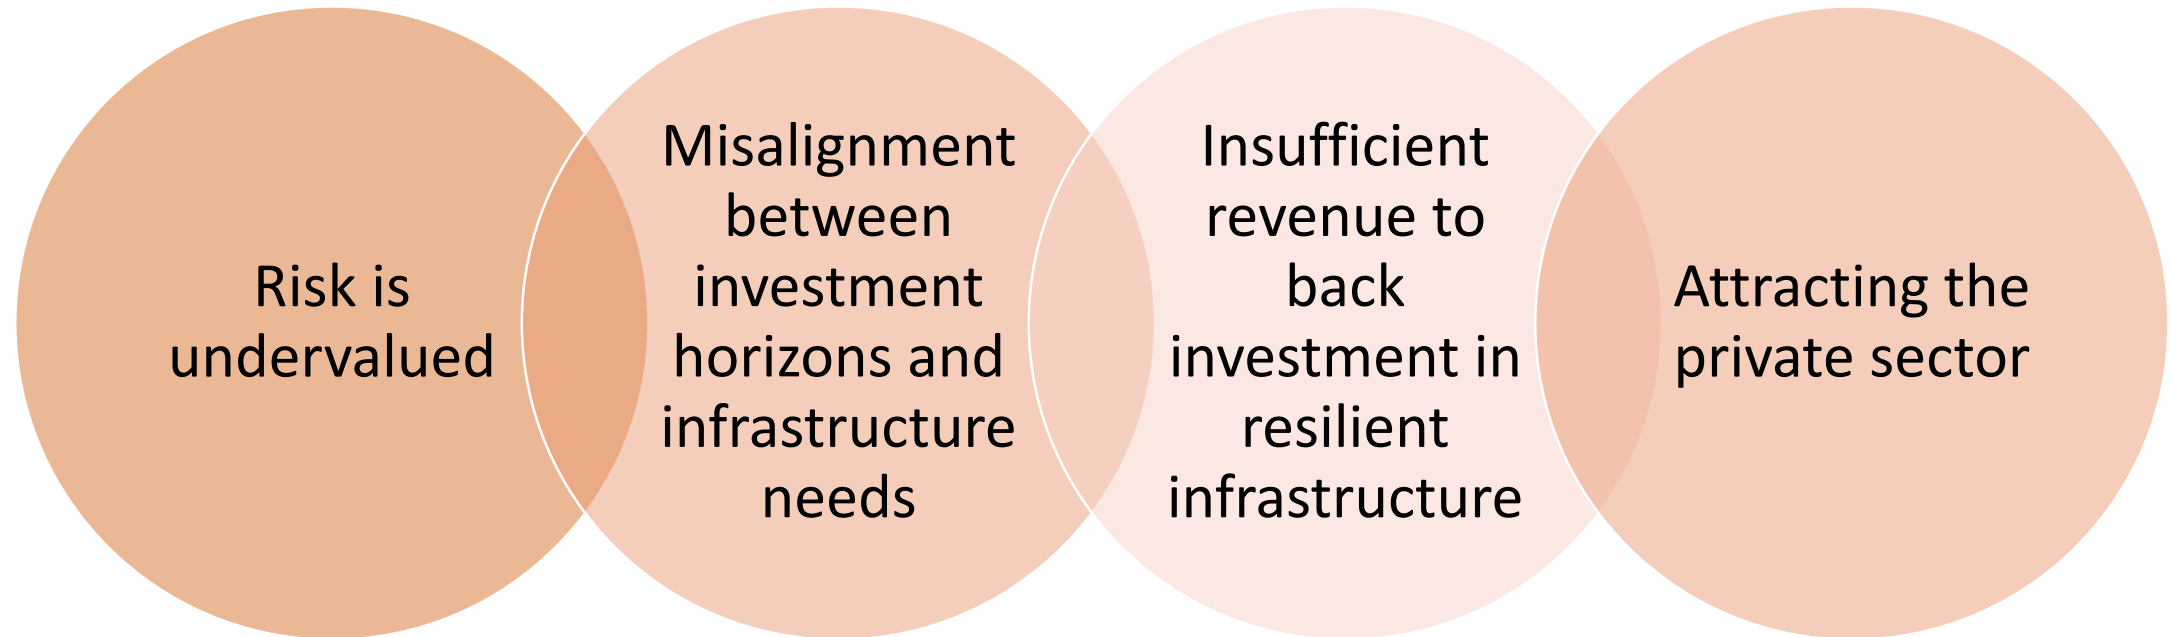 Risk is
undervalued
Misalignment
between
investment
horizons and
infrastructure
needs
Insufficient
revenue to
back
investment in
resilient
infrastructure
Attracting the
private sector